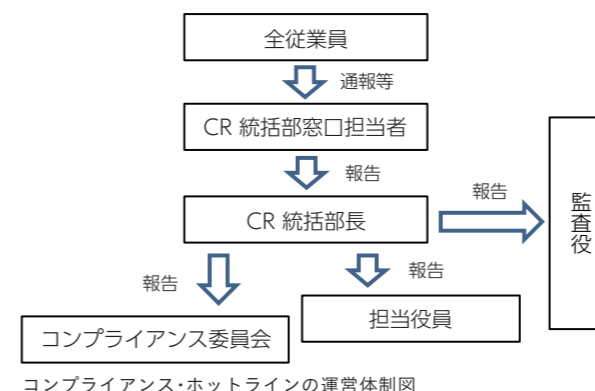 全従業員
通報等
CR 統括部窓口担当者
報告
CR 統括部長
報告
監査役
報告
報告
コンプライアンス委員会
担当役員
コンプライアンス・ホットラインの運営体制図